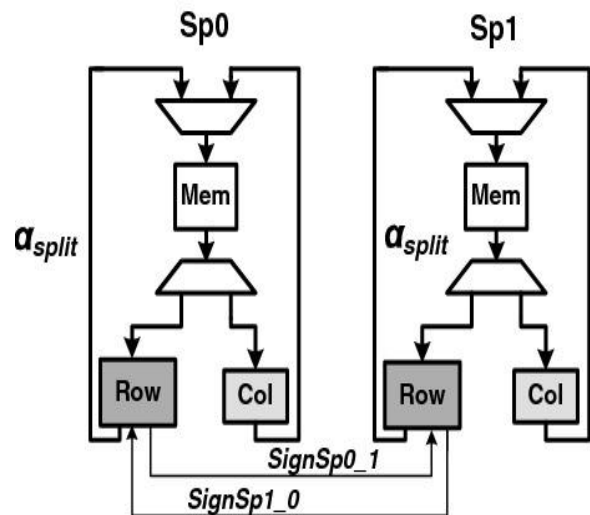 Sp0 Sp1
Mem Mem
αsplit αsplit
Row Col Row Col
SignSp0_1
SignSp1_0